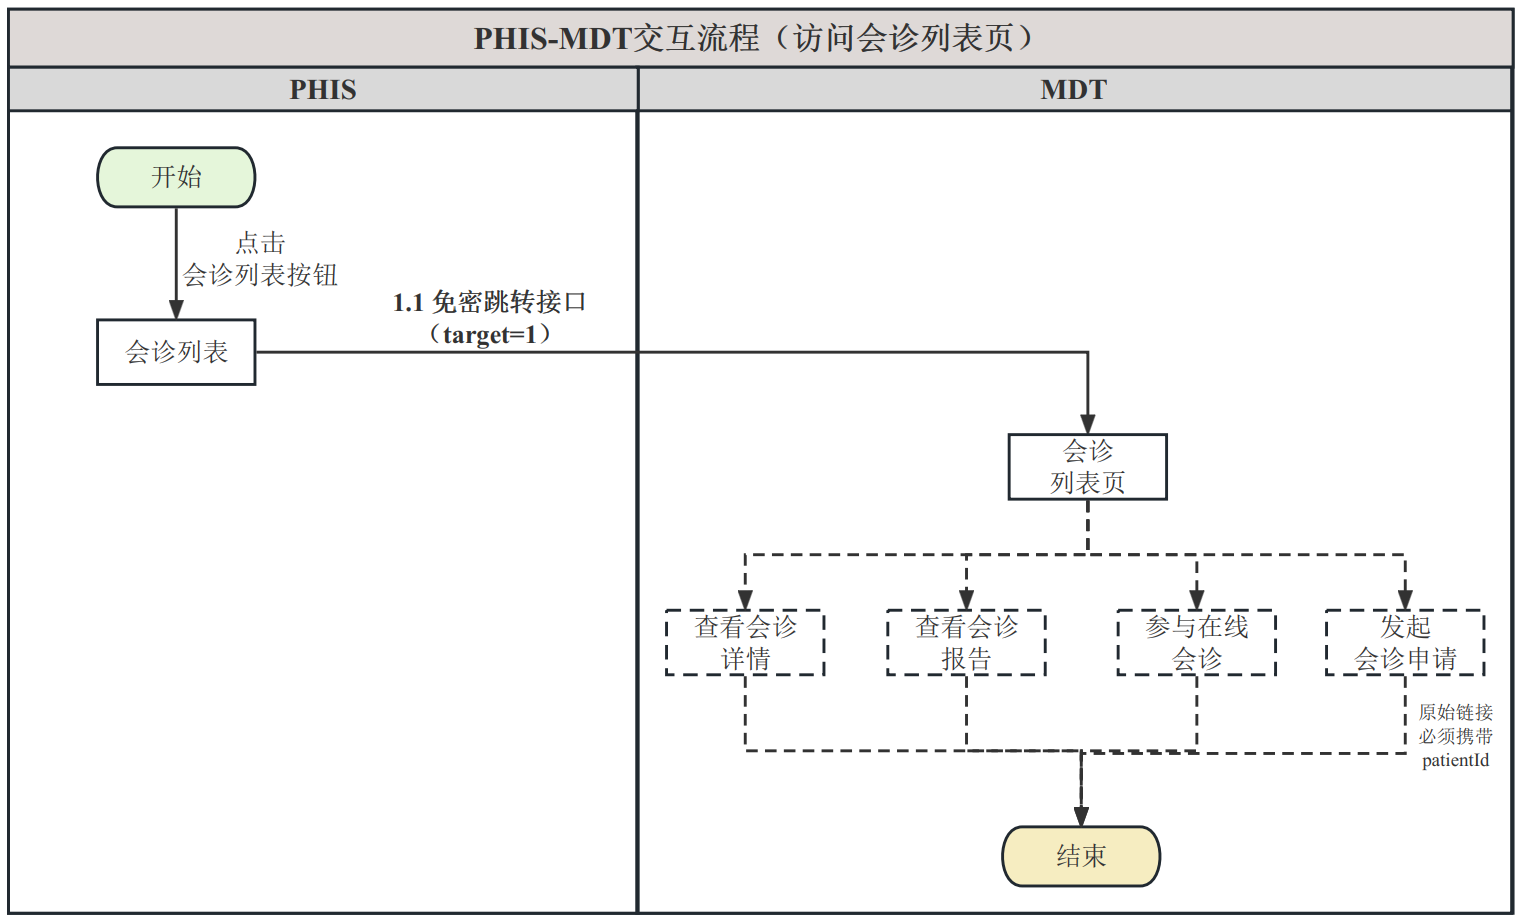 PHIS-MDT交互流程（访问会诊列表页）
PHIS
MDT
开始
点击
会诊列表按钮
会诊列表
1.1 免密跳转接口
（target=1）
会诊
列表页
查看会诊
详情
查看会诊
报告
参与在线
会诊
发起
会诊申请
原始链接
必须携带
patientId
结束